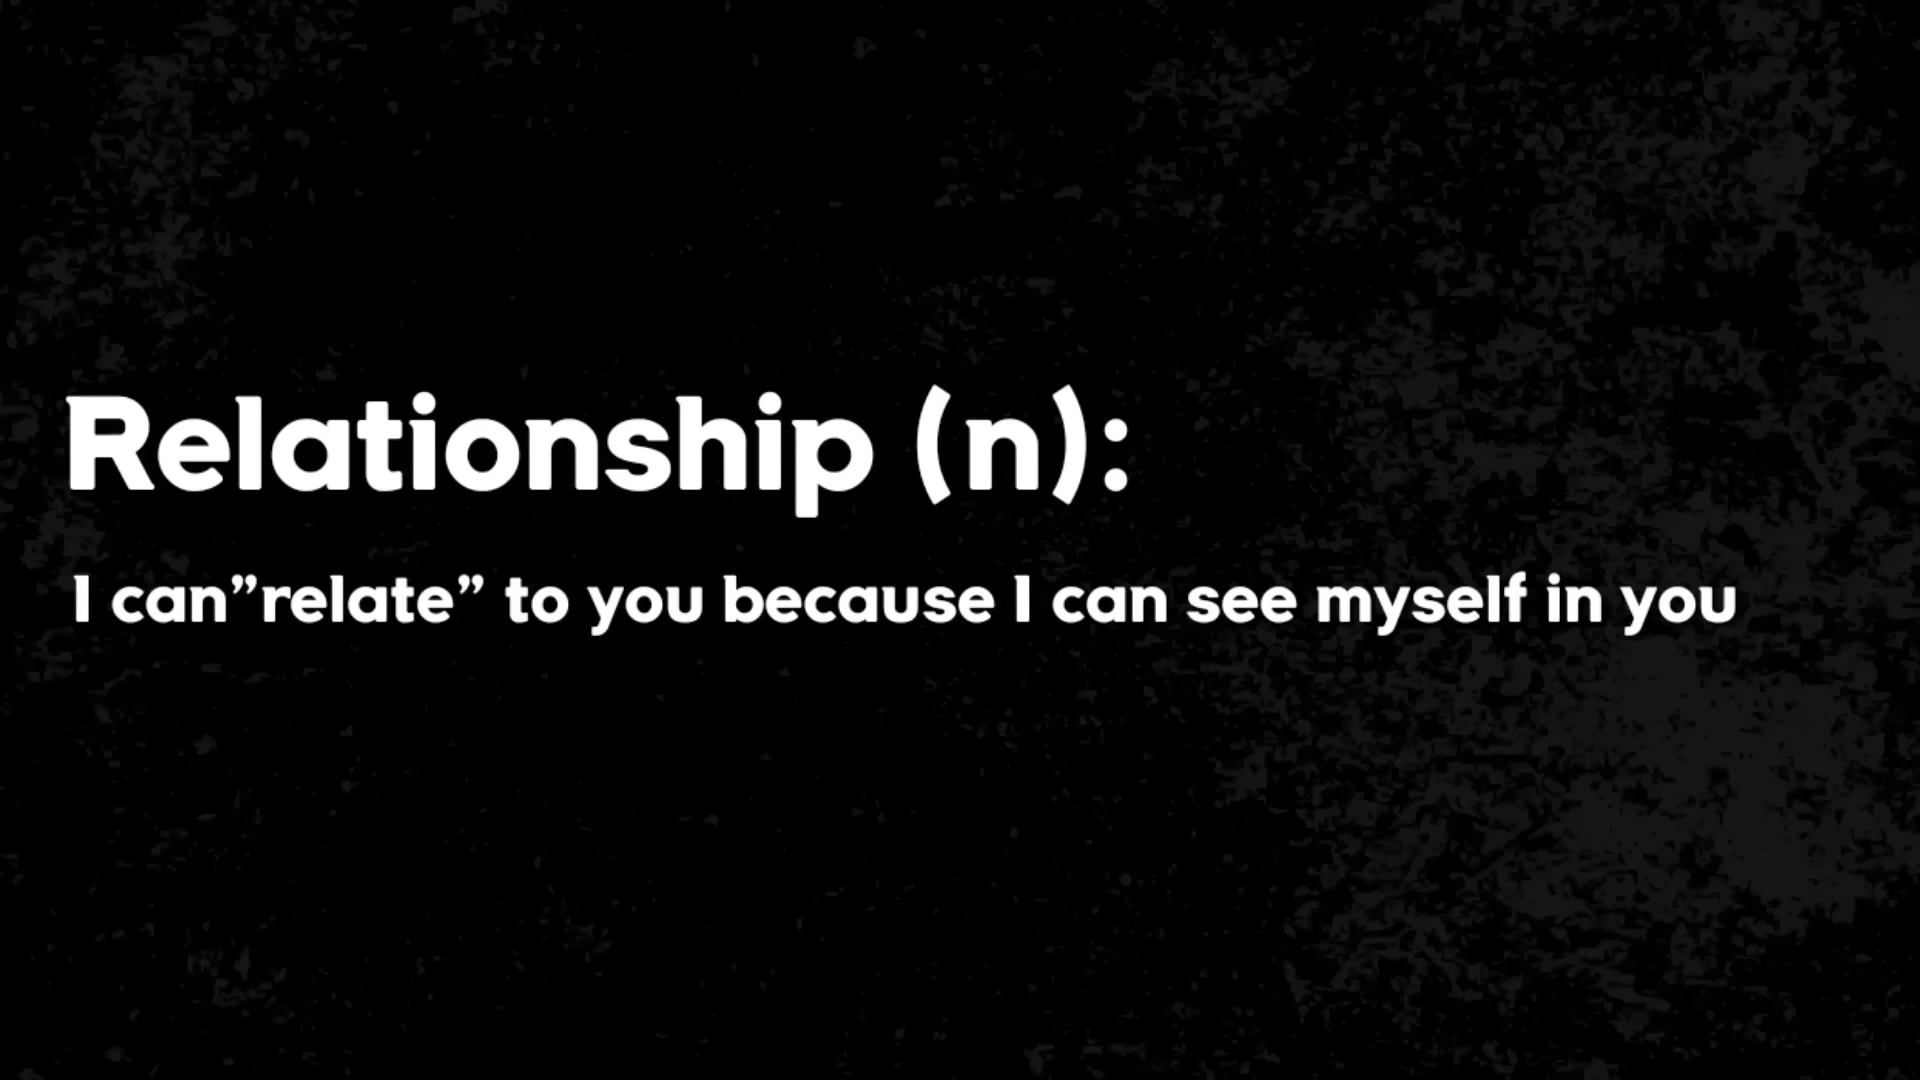 Relationship (n):
I can”relate” to you because I can see myself in you